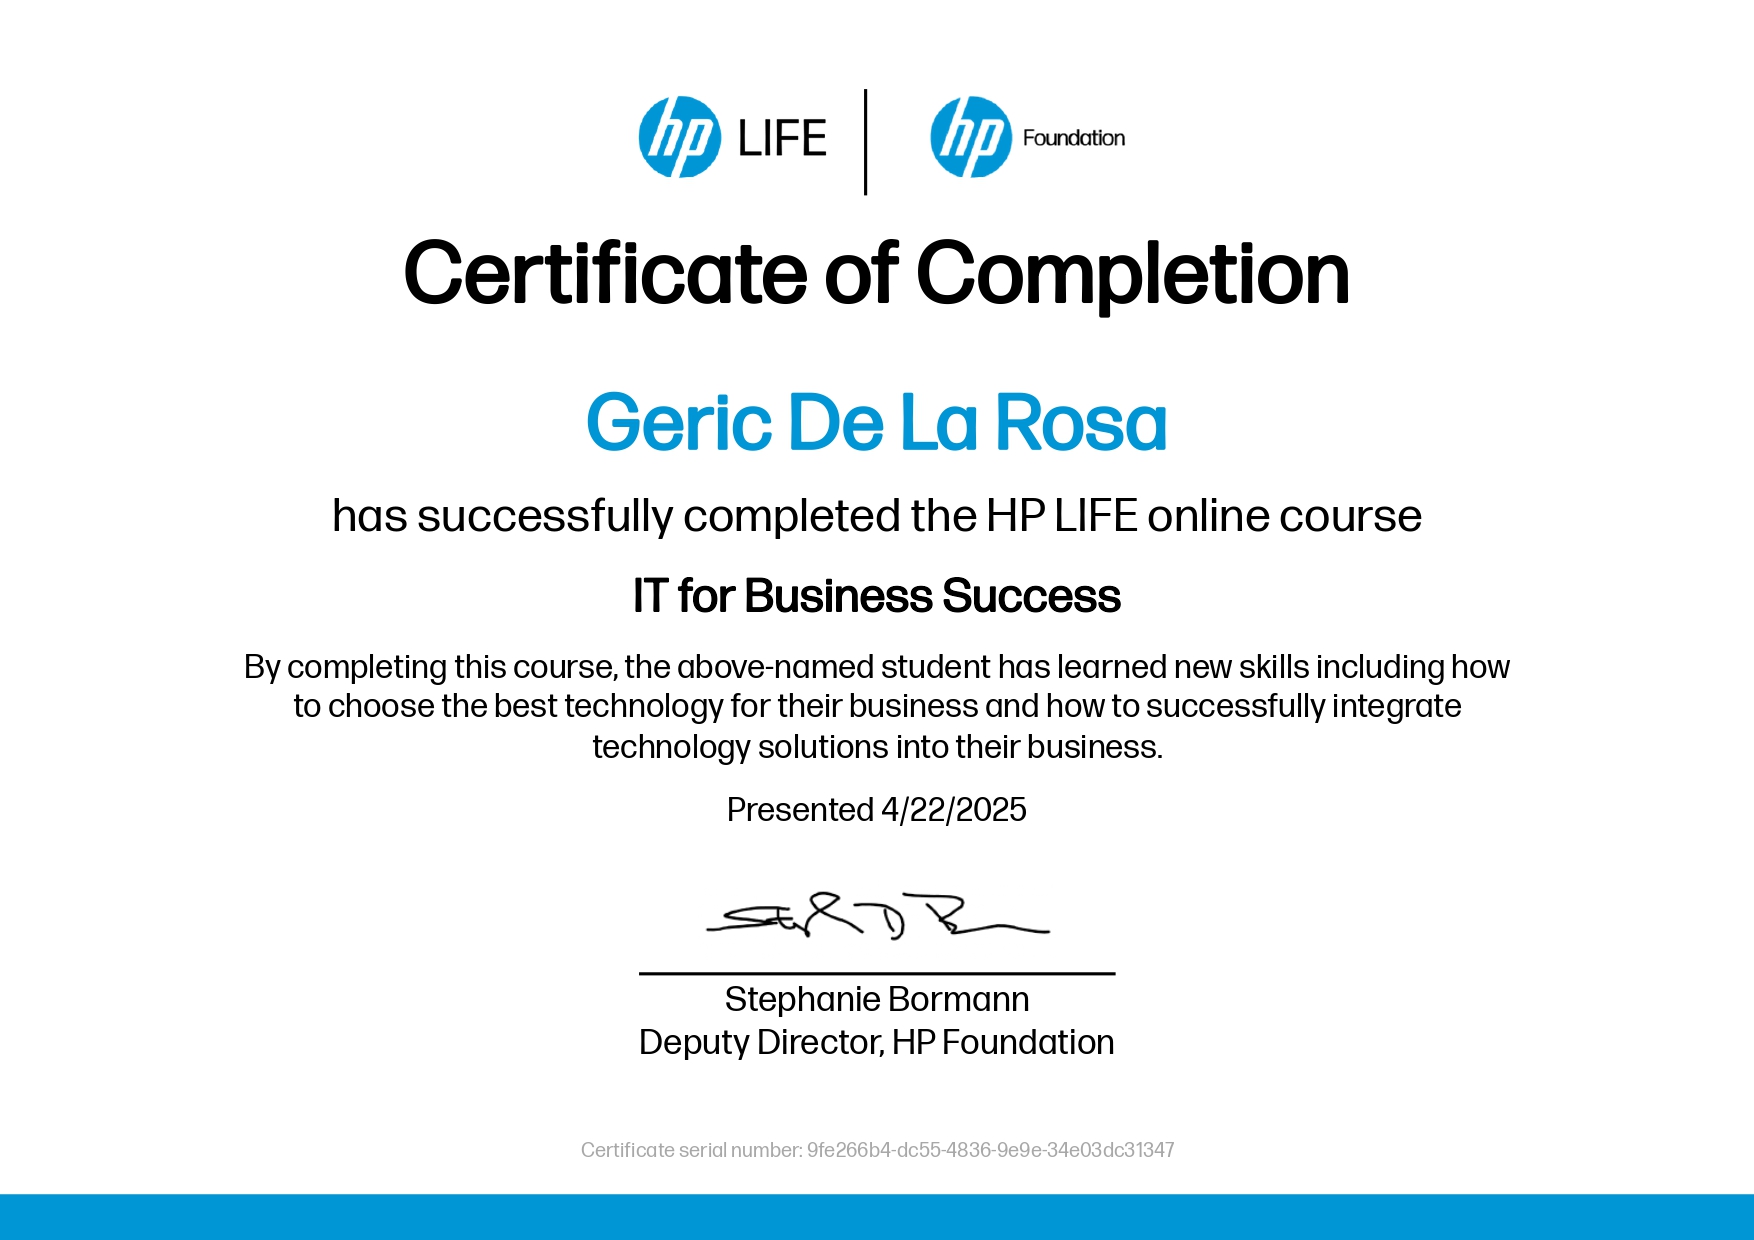 hp LIFE | hp Foundation
Certificate of Completion
Geric De La Rosa
has successfully completed the HP LIFE online course
IT for Business Success
By completing this course, the above-named student has learned new skills including how
to choose the best technology for their business and how to successfully integrate
technology solutions into their business.
Presented 4/22/2025
Stephanie Bormann
Deputy Director, HP Foundation
Certificate serial number: 9fe266b4-dc55-4836-9e9e-34e03dc31347